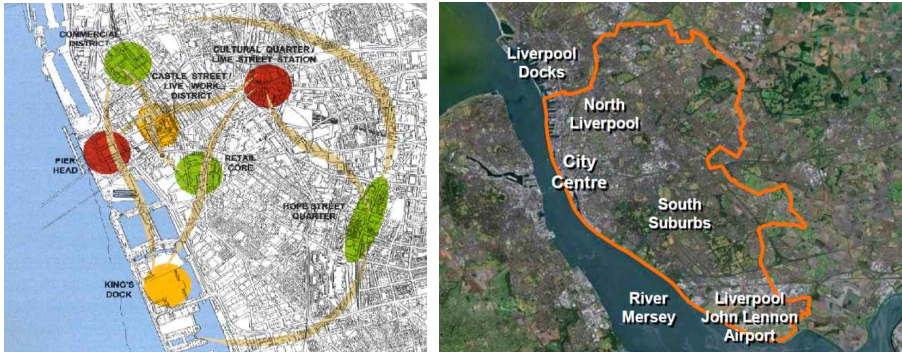 COMMERCIAL
DISTRICT
CULTURAL QUARTER /
LIME STREET STATION
CASTLE STREET /
LIVE - WORK
DISTRICT
PIER
HEAD
RETAIL
CORE
HOPE STREET
QUARTER
KING'S
DOCK
Liverpool
Docks
North
Liverpool
City
Centre
South
Suburbs
River
Mersey
Liverpool
John Lennon
Airport